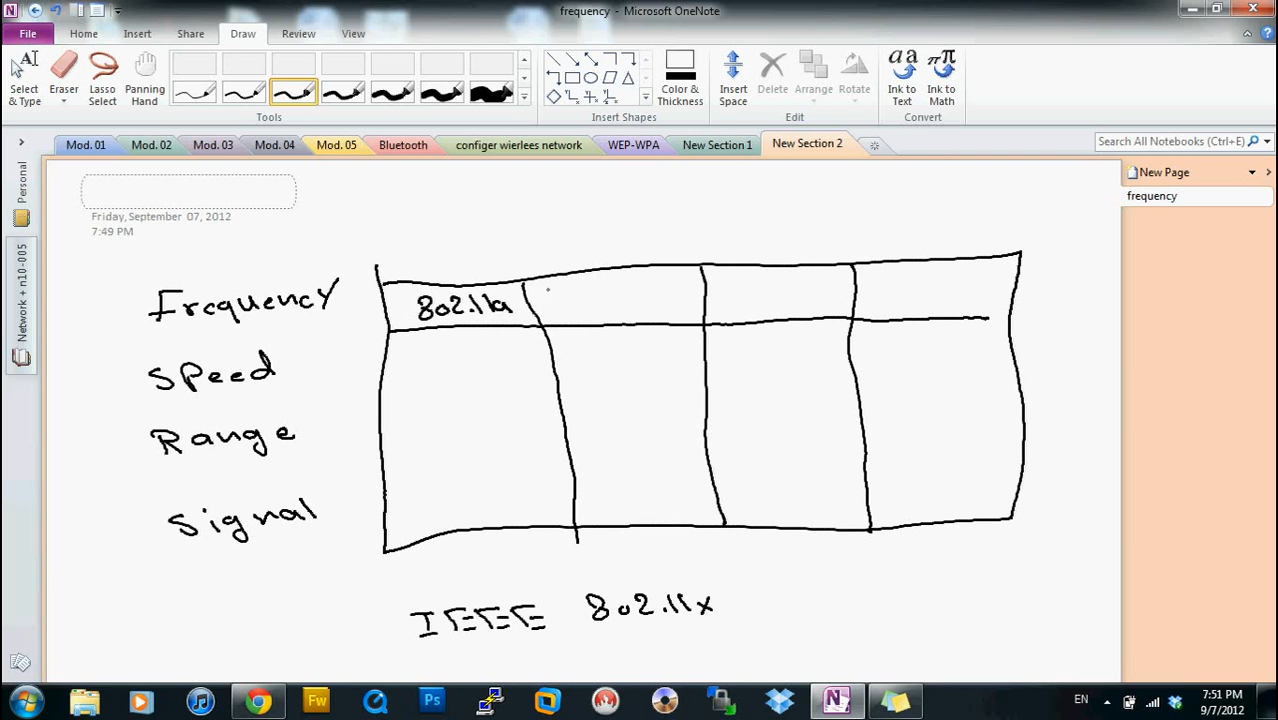 frequency - Microsoft OneNote
File Home Insert Share Draw Review View
Select & Type Eraser Lasso Select Panning Hand Color & Thickness Insert Space Delete Arrange Rotate Ink to Text Ink to Math
Tools Insert Shapes Edit Convert
Mod. 01 Mod. 02 Mod. 03 Mod. 04 Mod. 05 Bluetooth configer wierlees network WEP-WPA New Section 1 New Section 2 Search All Notebooks (Ctrl+E)
Personal
Network + n10-005
New Page
frequency
Friday, September 07, 2012
7:49 PM
Frequency 802.11a
Speed
Range
Signal
IEEE 802.11x
EN 7:51 PM
9/7/2012